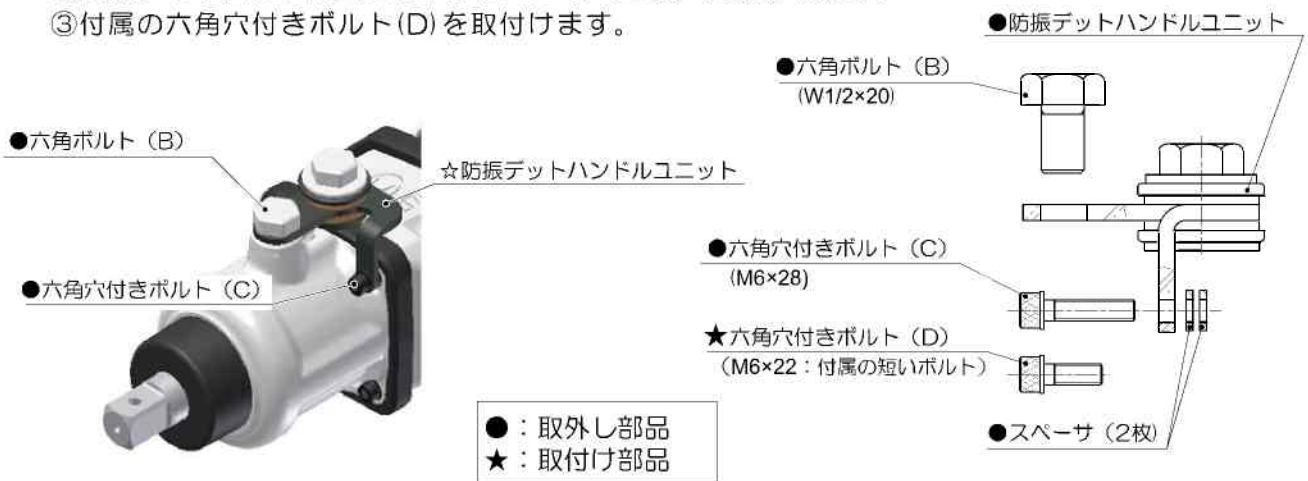 ③付属の六角穴付きボルト(D)を取付けます。
●防振デットハンドルユニット
●六角ボルト（B）
(W1/2×20)
●六角ボルト（B）
☆防振デットハンドルユニット
●六角穴付きボルト（C）
(M6×28)
●六角穴付きボルト（C）
★六角穴付きボルト（D）
（M6×22：付属の短いボルト）
●：取外し部品
★：取付け部品
●スペーサ（2枚）